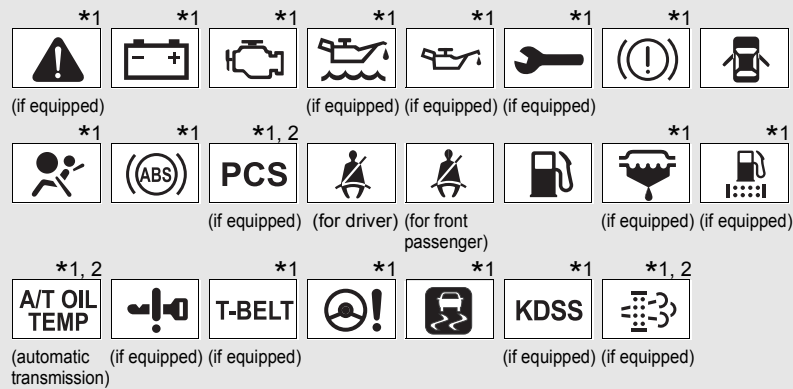 *1 *1 *1 *1 *1 *1 *1
- + !
(if equipped) (if equipped) (if equipped) (if equipped)
*1 *1 *1, 2 *1 *1
ABS PCS
(if equipped) (for driver) (for front (if equipped) (if equipped)
passenger)
*1, 2 *1 *1 *1 *1 *1, 2
A/T OIL
TEMP ! T-BELT ! KDSS
(automatic (if equipped) (if equipped) (if equipped) (if equipped)
transmission)